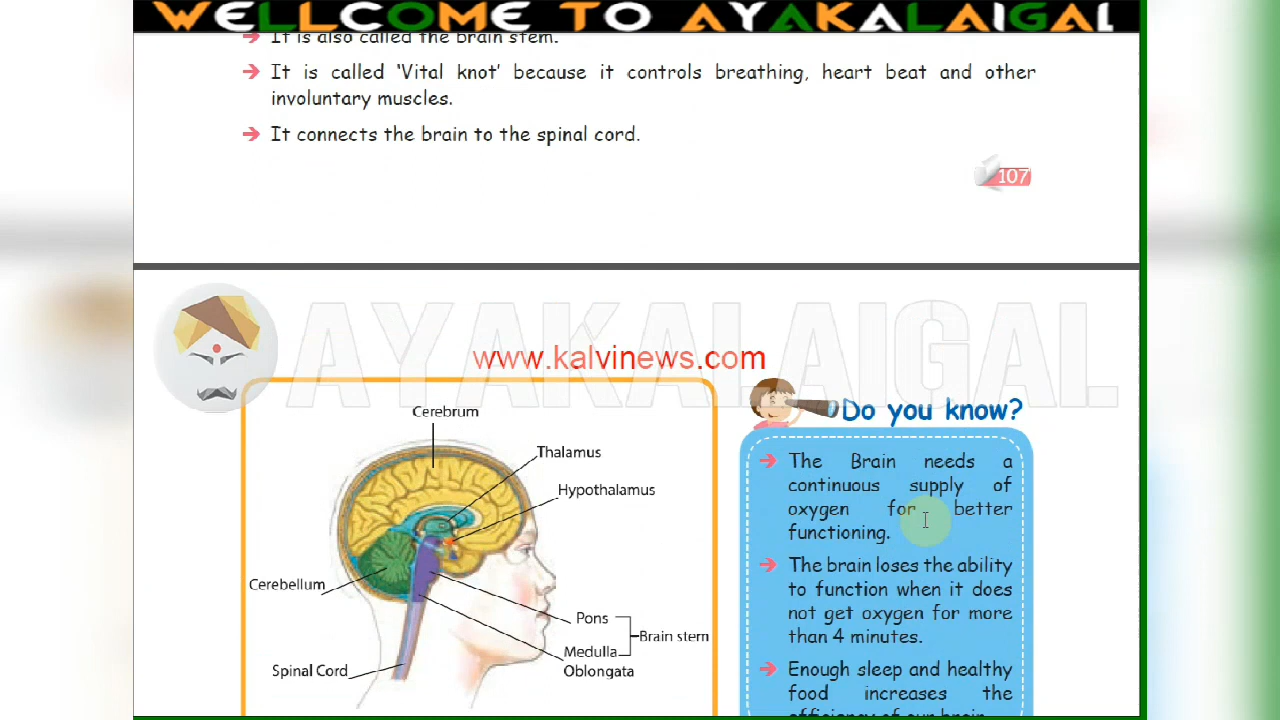 WELLCOME TO AYAKALAIGAL
➔ It is also called the brain stem.
➔ It is called 'Vital knot' because it controls breathing, heart beat and other
involuntary muscles.
➔ It connects the brain to the spinal cord.
107
AYAKALAIGAL
www.kalvinews.com
Cerebrum
Thalamus
Hypothalamus
Cerebellum
Pons
Brain stem
Medulla
Oblongata
Spinal Cord
Do you know?
➔ The Brain needs a
continuous supply of
oxygen for better
functioning.
➔ The brain loses the ability
to function when it does
not get oxygen for more
than 4 minutes.
➔ Enough sleep and healthy
food increases the
efficiency of our brain.